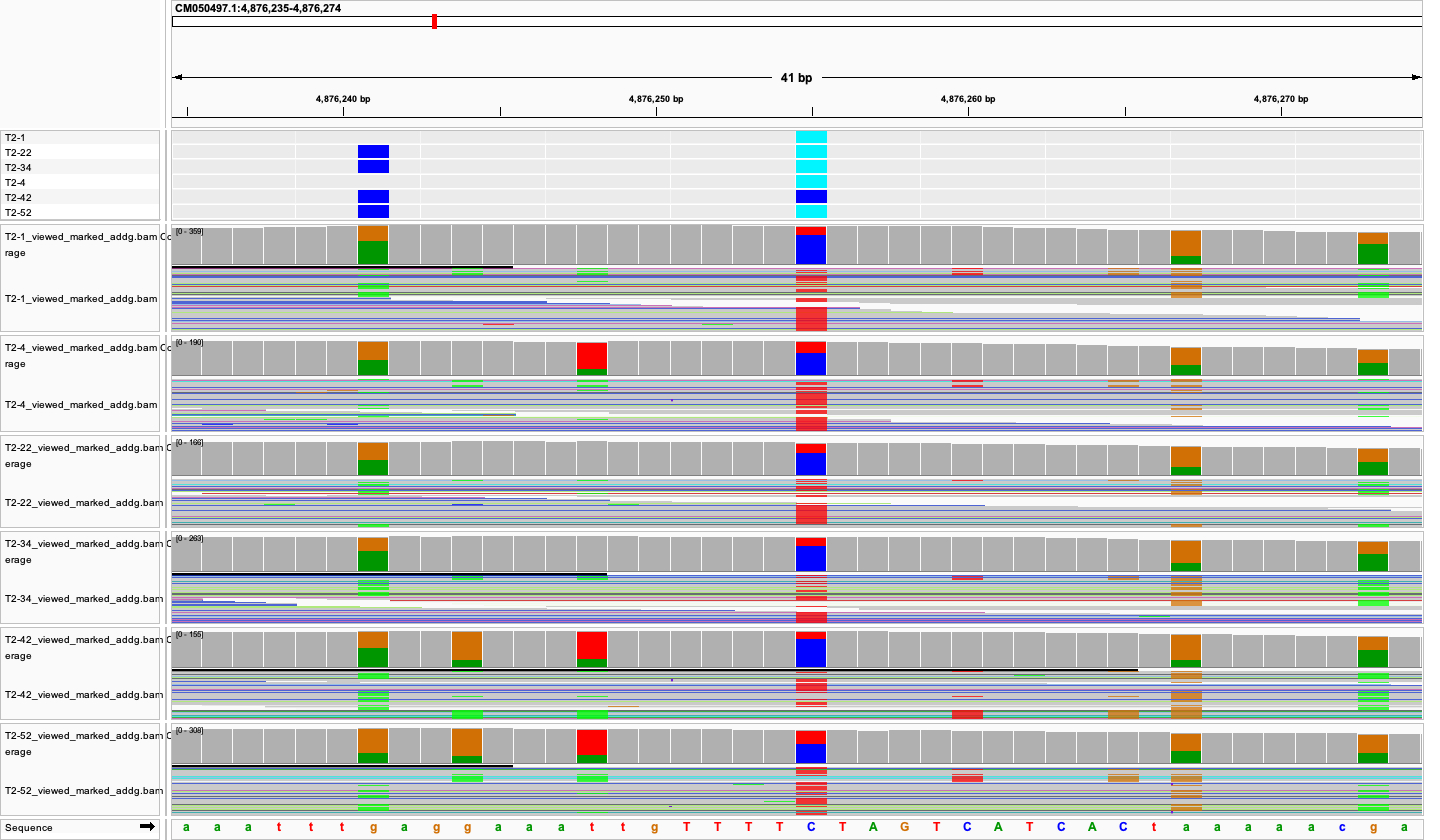 CM050497.1:4,876,235-4,876,274
41 bp
4,876,240 bp 4,876,250 bp 4,876,260 bp 4,876,270 bp
T2-1
T2-22
T2-34
T2-4
T2-42
T2-52
T2-1_viewed_marked_addg.bam Co
rage
[0 - 359]
T2-1_viewed_marked_addg.bam
T2-4_viewed_marked_addg.bam Co
rage
[0 - 190]
T2-4_viewed_marked_addg.bam
T2-22_viewed_marked_addg.bam C
erage
[0 - 166]
T2-22_viewed_marked_addg.bam
T2-34_viewed_marked_addg.bam C
erage
[0 - 263]
T2-34_viewed_marked_addg.bam
T2-42_viewed_marked_addg.bam C
erage
[0 - 155]
T2-42_viewed_marked_addg.bam
T2-52_viewed_marked_addg.bam C
erage
[0 - 308]
T2-52_viewed_marked_addg.bam
Sequence a a a t t t g a g g a a a t t g T T T T C T A G T C A T C A C t a a a a a c g a